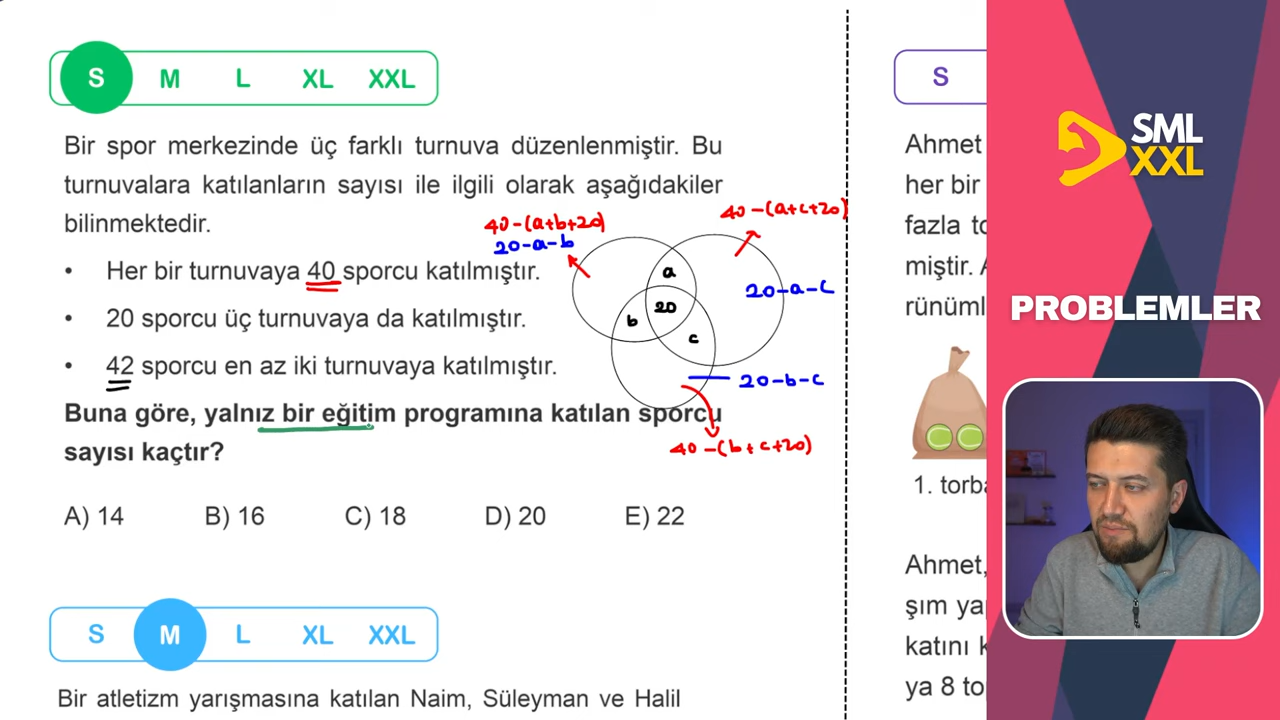 S M L XL XXL
Bir spor merkezinde üç farklı turnuva düzenlenmiştir. Bu
turnuvalara katılanların sayısı ile ilgili olarak aşağıdakiler
bilinmektedir.
• Her bir turnuvaya 40 sporcu katılmıştır.
• 20 sporcu üç turnuvaya da katılmıştır.
• 42 sporcu en az iki turnuvaya katılmıştır.
Buna göre, yalnız bir eğitim programına katılan sporcu
sayısı kaçtır?
A) 14 B) 16 C) 18 D) 20 E) 22
40-(a+b+20)
20-a-b
40-(a+c+20)
a
20
b
c
20-a-c
20-b-c
40-(b+c+20)
S M L XL XXL
Bir atletizm yarışmasına katılan Naim, Süleyman ve Halil
S
Ahmet
her bir
fazla to
miştir. A
rünüml
1. torba
Ahmet,
şım yap
katını k
ya 8 to
SML
XXL
PROBLEMLER